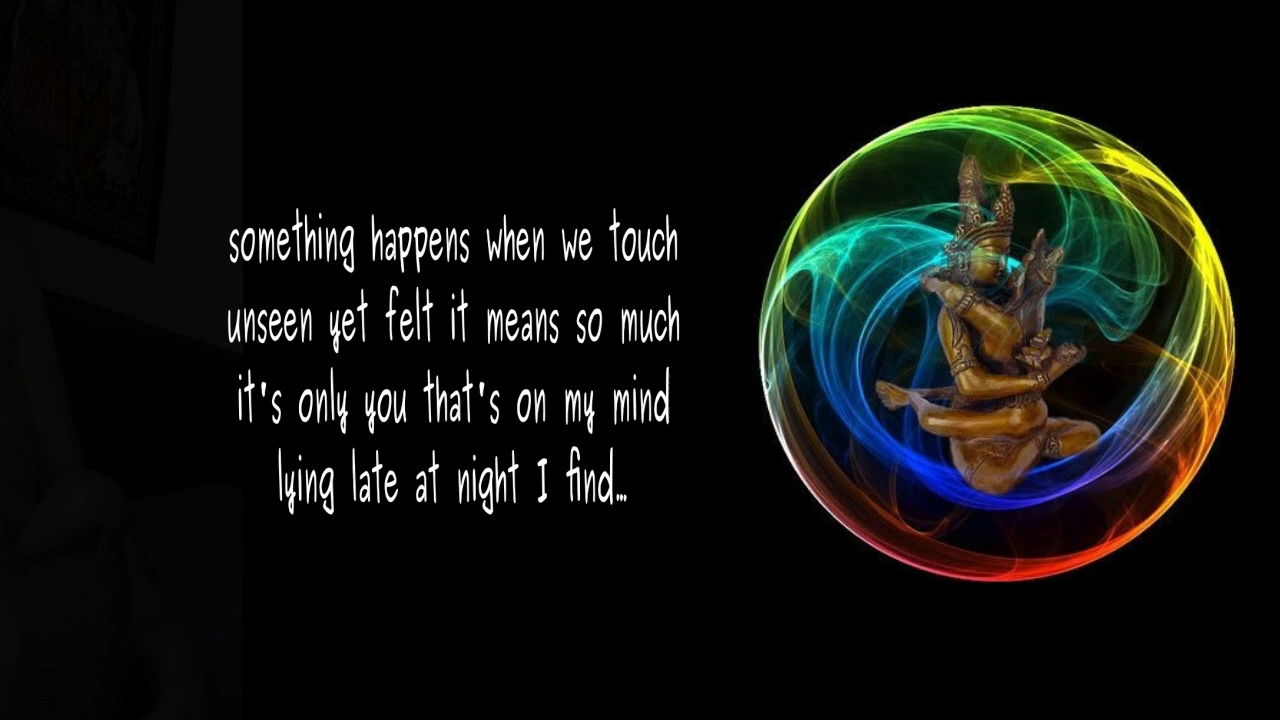 something happens when we touch
unseen yet felt it means so much
it's only you that's on my mind
lying late at night I find...